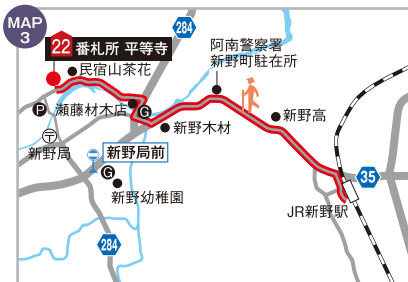 MAP
3
284
22 番札所 平等寺
民宿山茶花
阿南警察署
新野町駐在所
P
瀬藤材木店
G
新野木材
新野高
〒
新野局
新野局前
G
新野幼稚園
35
JR新野駅
284